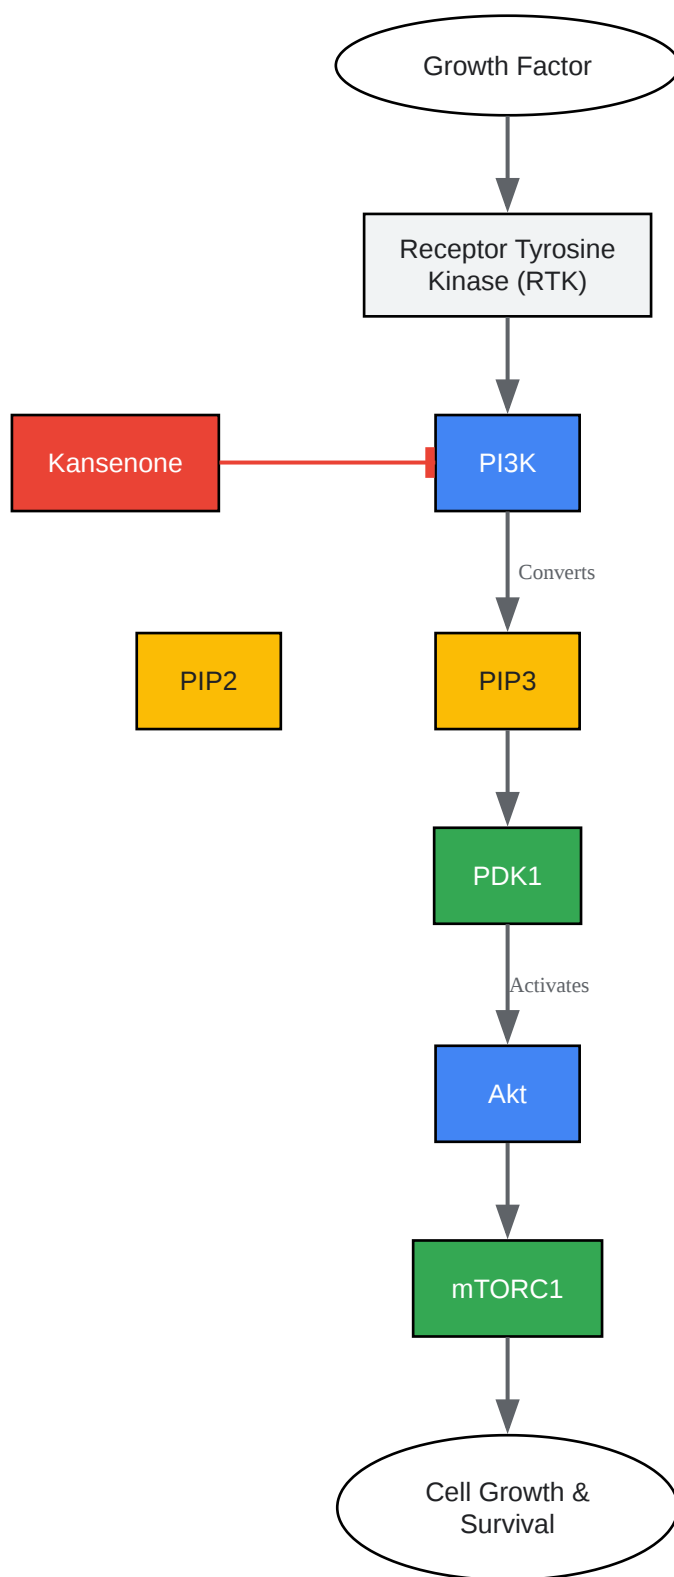 Growth Factor
Receptor Tyrosine
Kinase (RTK)
Kansenone
PI3K
Converts
PIP2
PIP3
PDK1
Activates
Akt
mTORC1
Cell Growth &
Survival